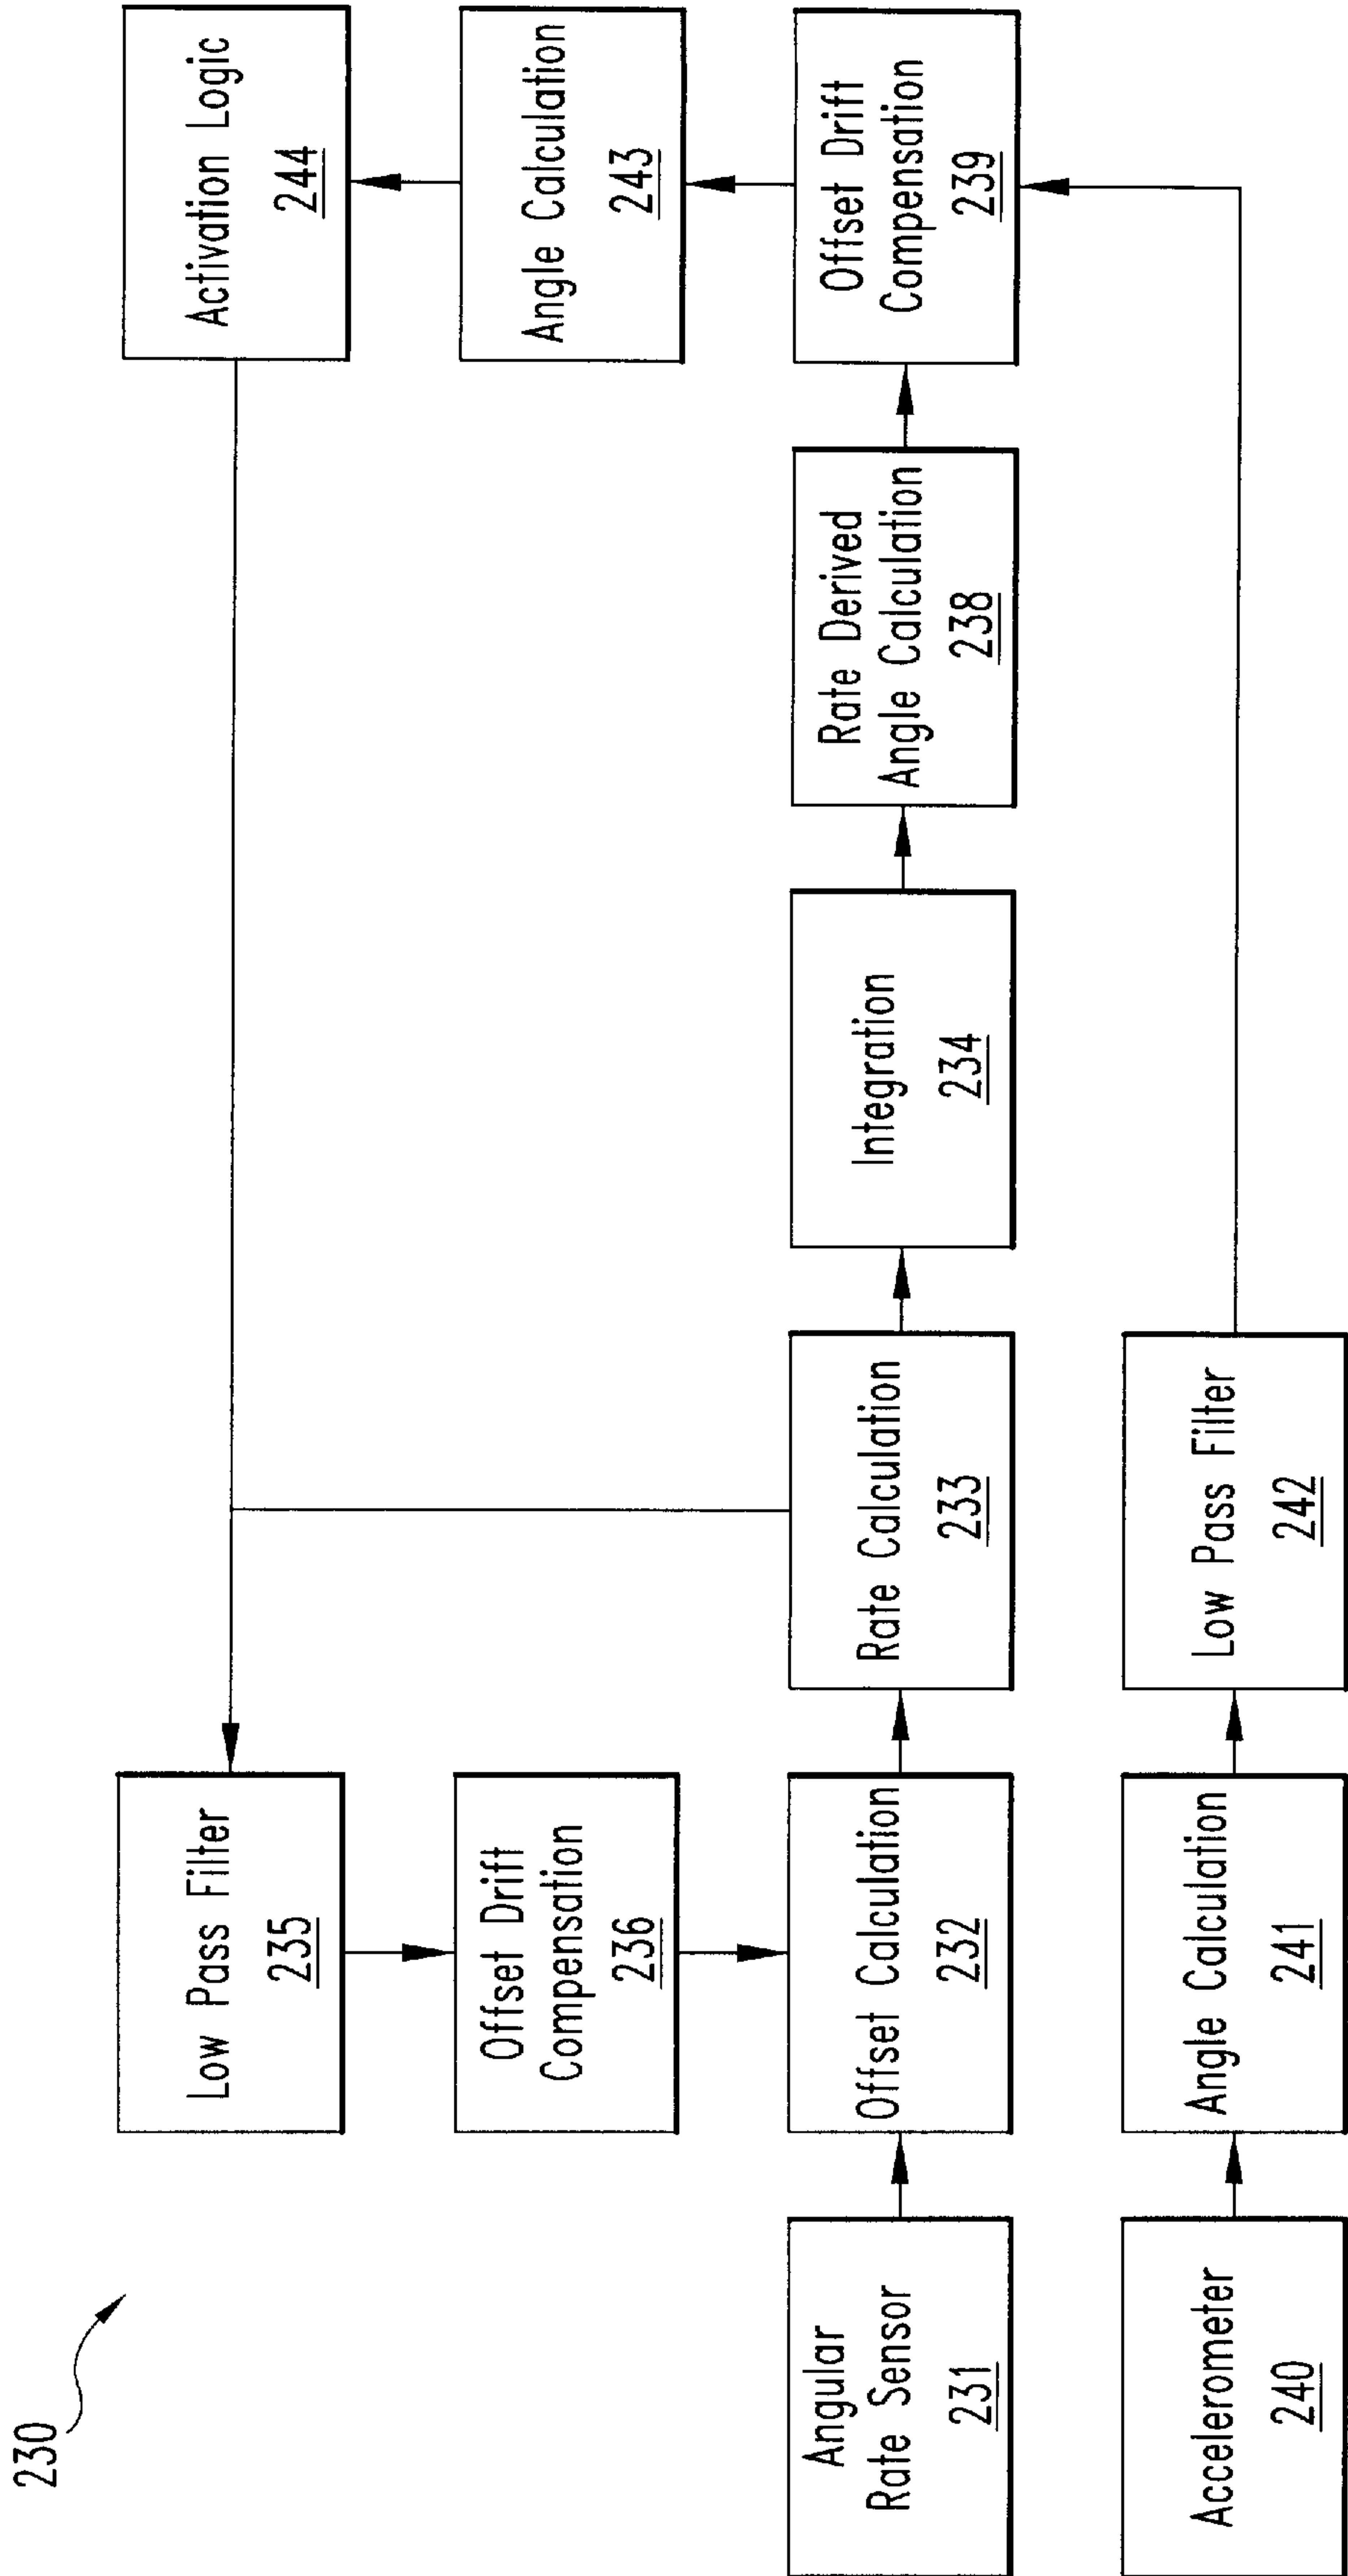 230
Low Pass Filter
235
Activation Logic
244
Offset Drift
Compensation
236
Angle Calculation
243
Angular
Rate Sensor
231
Offset Calculation
232
Rate Calculation
233
Integration
234
Rate Derived
Angle Calculation
238
Offset Drift
Compensation
239
Accelerometer
240
Angle Calculation
241
Low Pass Filter
242